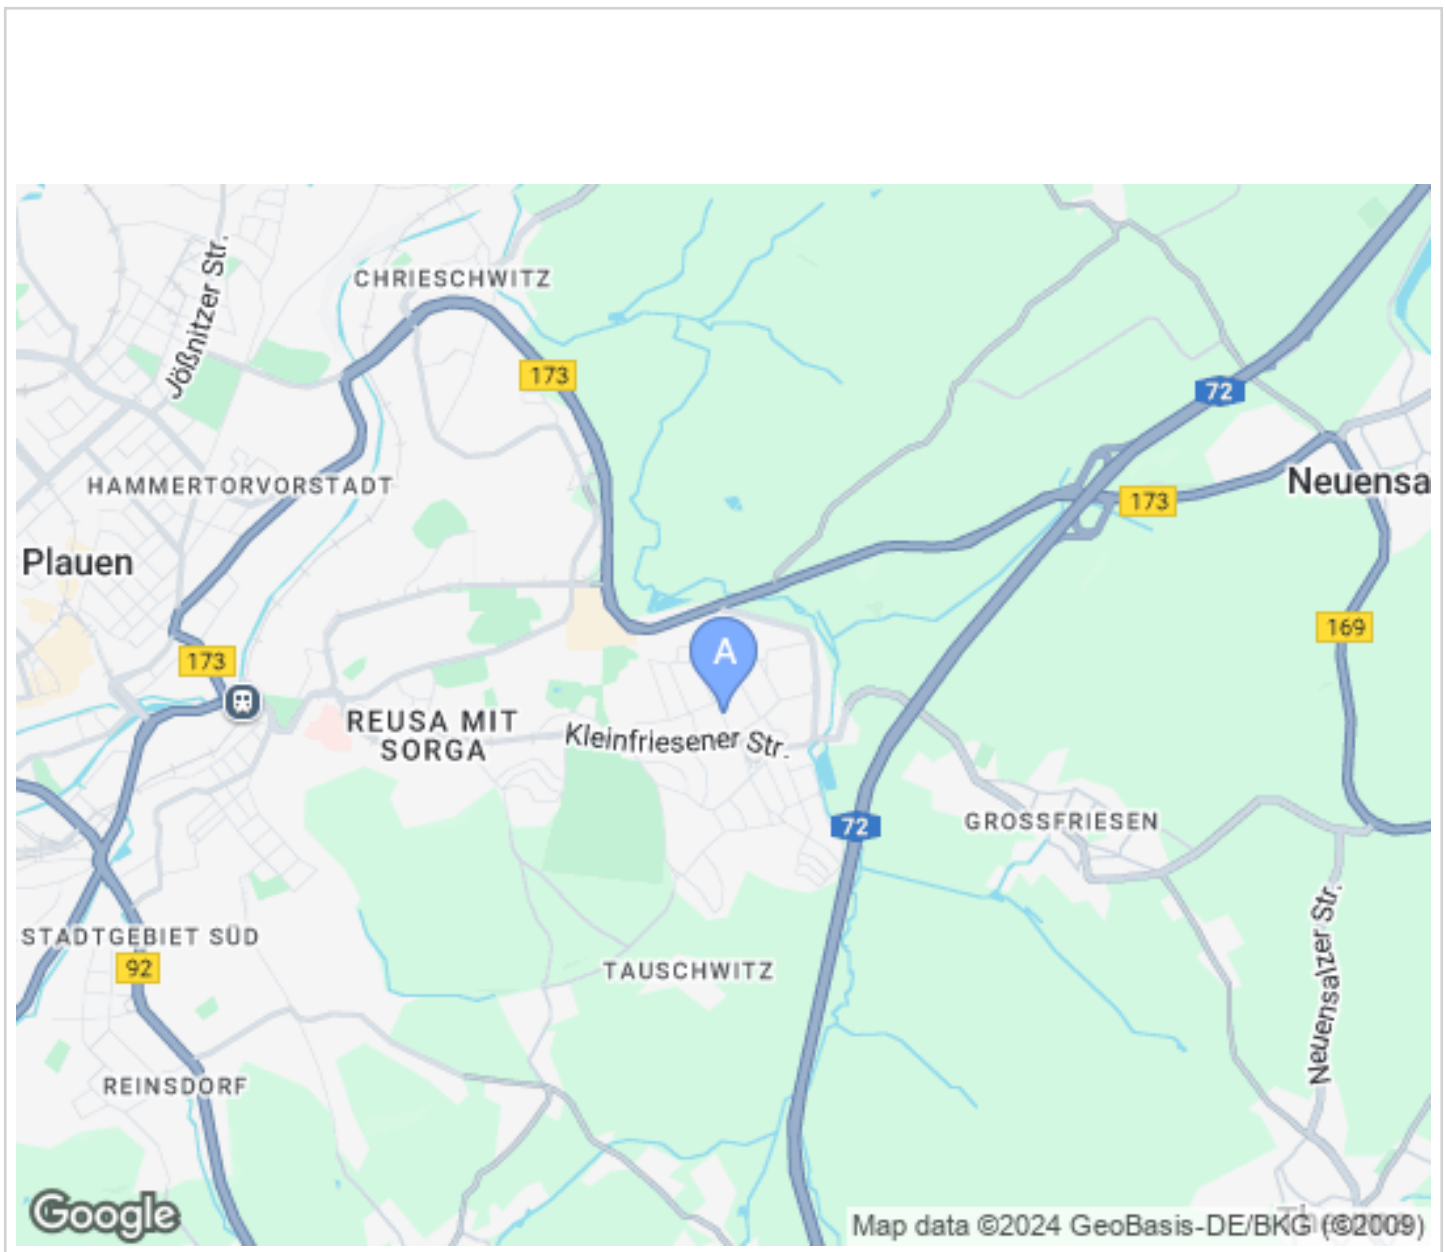 CHRIESCHWITZ
Jößnitzer Str.
173
72
HAMMERTORVORSTADT
Neuensa
173
Plauen
169
A
173
REUSA MIT
SORGA
Kleinfriesener Str.
72
GROSSFRIESEN
STADTGEBIET SÜD
92
TAUSCHWITZ
Neuensalzer Str.
REINSDORF
Google
Map data ©2024 GeoBasis-DE/BKG (©2009)